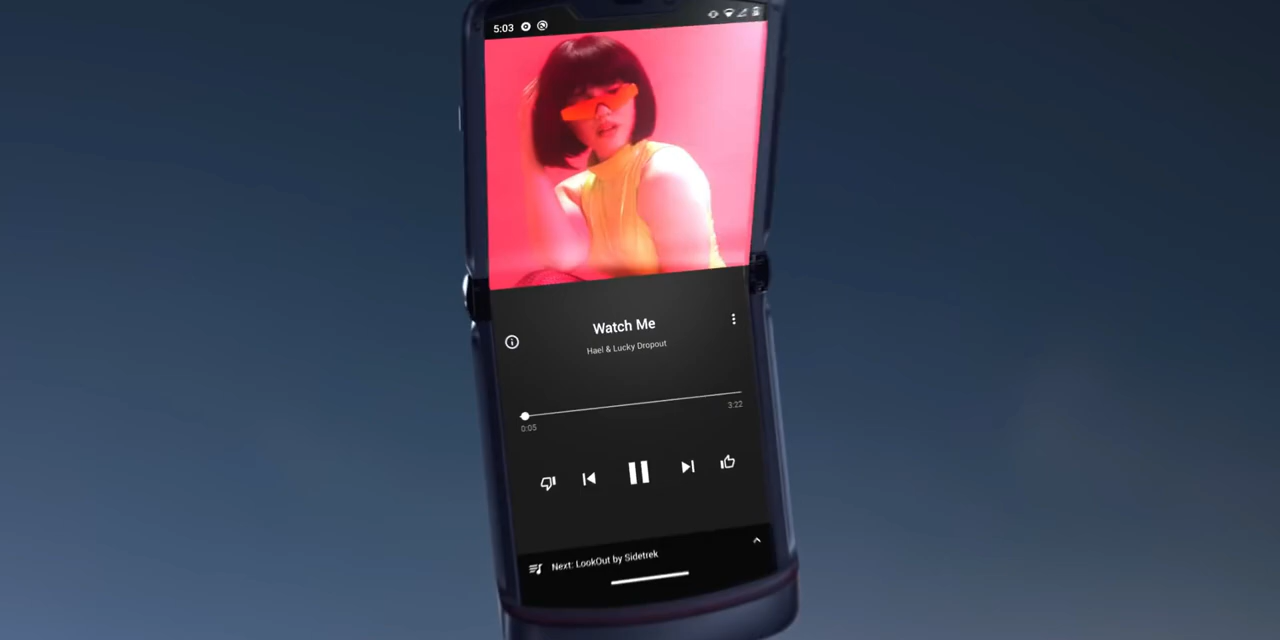 5:03
Watch Me
Hael & Lucky Dropout
0:05
3:22
Next: LookOut by Sidetrek